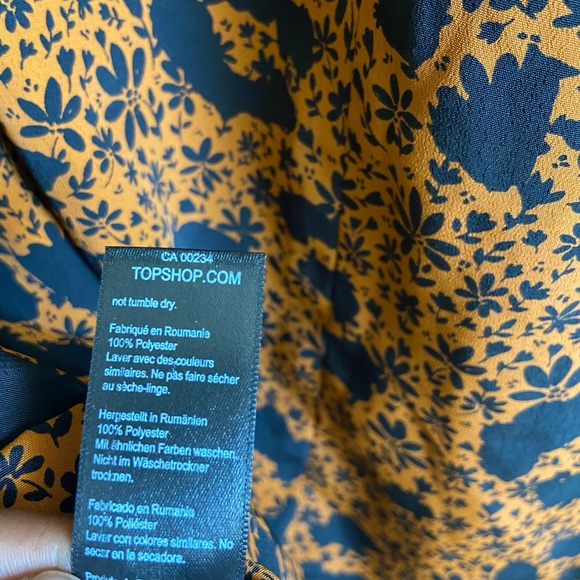 CA 00234
TOPSHOP.COM
not tumble dry.
Fabriqué en Roumanie
100% Polyester
Laver avec des couleurs
similaires. Ne pas faire sécher
au sèche-linge.
Hergestellt in Rumänien
100% Polyester
Mit ähnlichen Farben waschen.
Nicht im Wäschetrockner
trocknen.
Fabricado en Rumania
100% Poliéster
Lavar con colores similares. No
secar en la secadora.